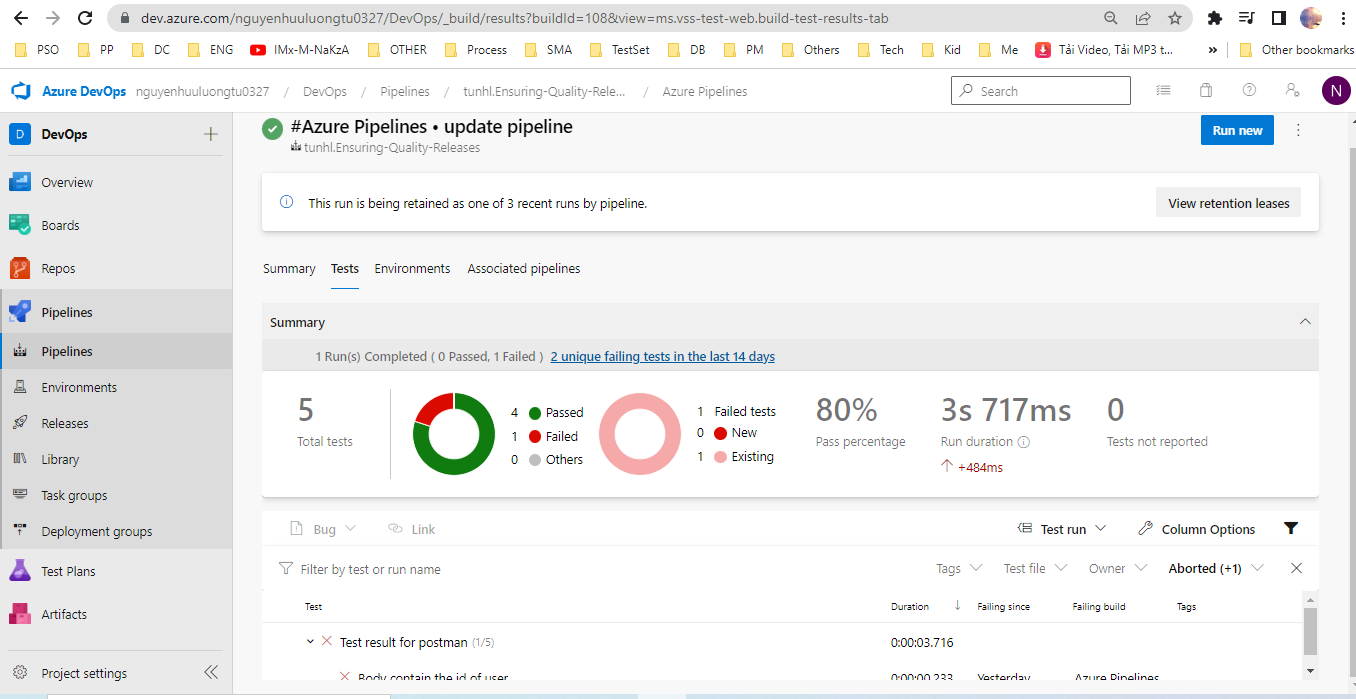 dev.azure.com/nguyenhuuluongtu0327/DevOps/_build/results?buildId=108&view=ms.vss-test-web.build-test-results-tab
PSO PP DC ENG IMx-M-NaKzA OTHER Process SMA TestSet DB PM Others Tech Kid Me Tải Video, Tải MP3 t... » Other bookmarks
Azure DevOps nguyenhuuluongtu0327 / DevOps / Pipelines / tunhl.Ensuring-Quality-Rele... / Azure Pipelines Search N
D DevOps
Overview
Boards
Repos
Pipelines
Pipelines
Environments
Releases
Library
Task groups
Deployment groups
Test Plans
Artifacts
Project settings
#Azure Pipelines • update pipeline
Run new
tunhl.Ensuring-Quality-Releases
This run is being retained as one of 3 recent runs by pipeline.
View retention leases
Summary Tests Environments Associated pipelines
Summary
1 Run(s) Completed ( 0 Passed, 1 Failed ) 2 unique failing tests in the last 14 days
5
Total tests
4 Passed
1 Failed
0 Others
1 Failed tests
0 New
1 Existing
80%
Pass percentage
3s 717ms
Run duration
+484ms
0
Tests not reported
Bug Link Test run Column Options
Filter by test or run name Tags Test file Owner Aborted (+1)
Test Duration Failing since Failing build Tags
Test result for postman (1/5) 0:00:03.716
Body contain the id of user 0:00:00.233 Yesterday Azure Pipelines